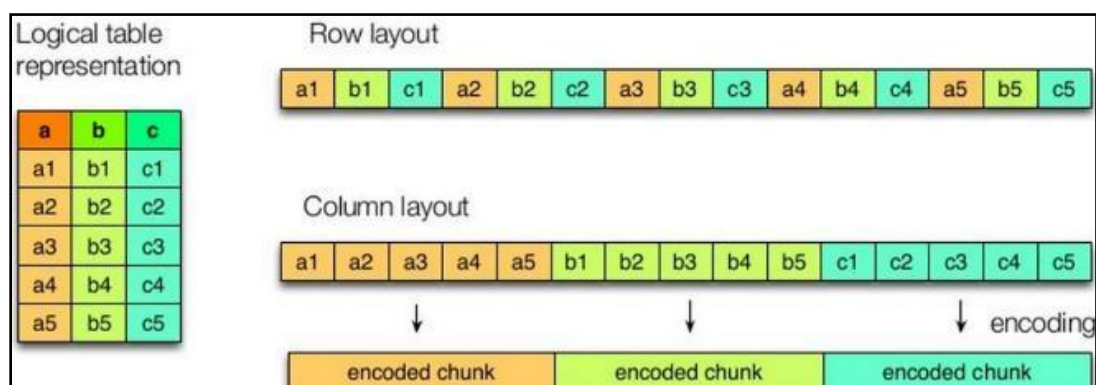 Logical table
representation
a b c
a1 b1 c1
a2 b2 c2
a3 b3 c3
a4 b4 c4
a5 b5 c5
Row layout
a1 b1 c1 a2 b2 c2 a3 b3 c3 a4 b4 c4 a5 b5 c5
Column layout
a1 a2 a3 a4 a5 b1 b2 b3 b4 b5 c1 c2 c3 c4 c5
encoding
encoded chunk encoded chunk encoded chunk